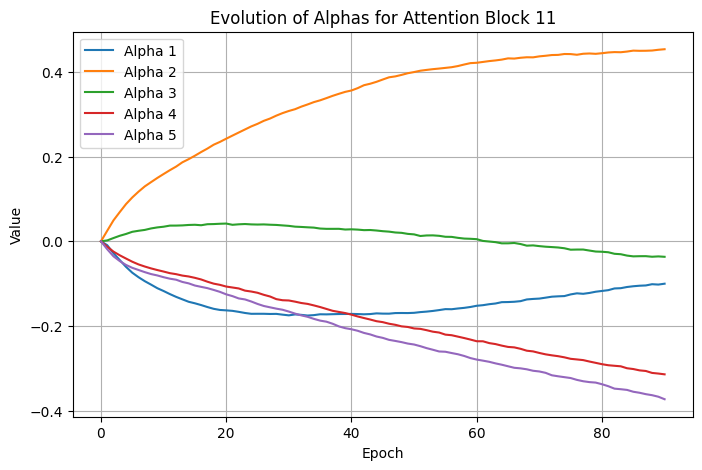 Evolution of Alphas for Attention Block 11
Alpha 1
Alpha 2
Alpha 3
Alpha 4
Alpha 5
Value
0.4
0.2
0.0
−0.2
−0.4
0 20 40 60 80
Epoch